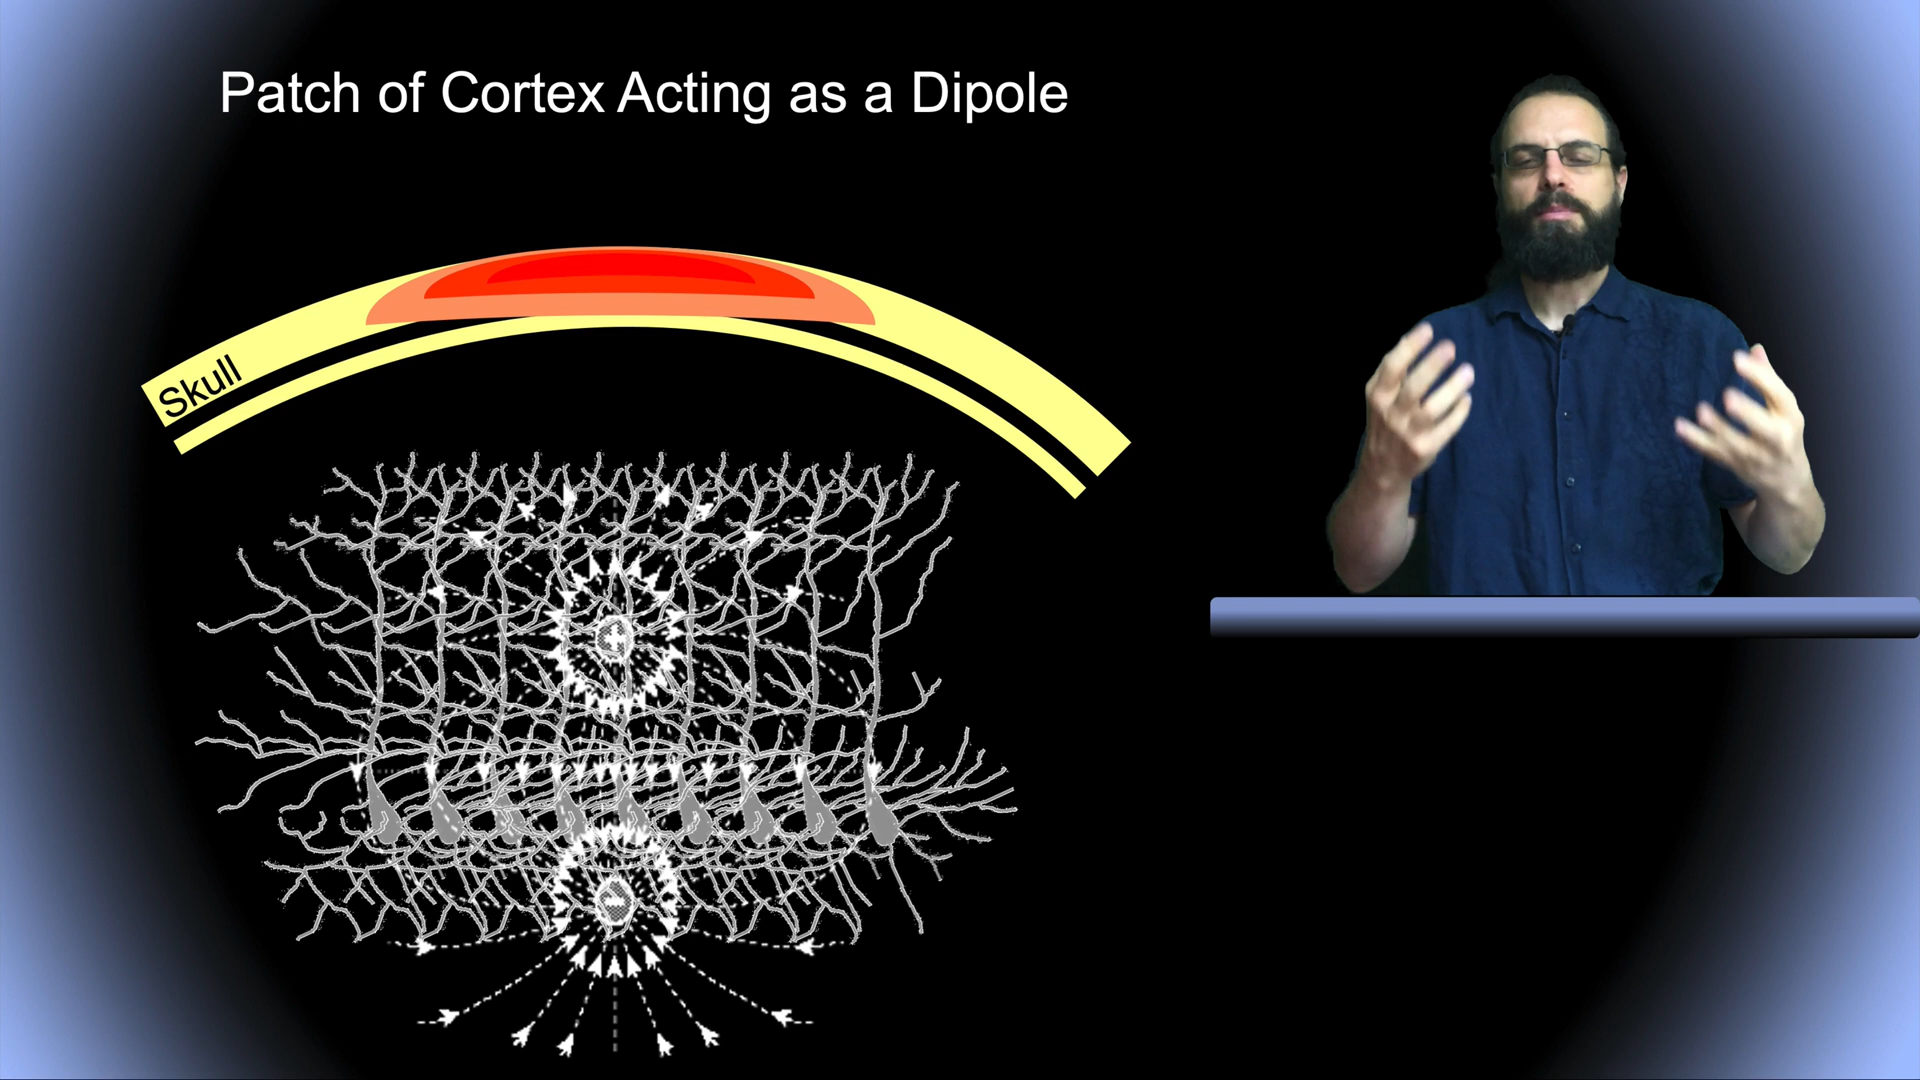 Patch of Cortex Acting as a Dipole
Skull
+
-